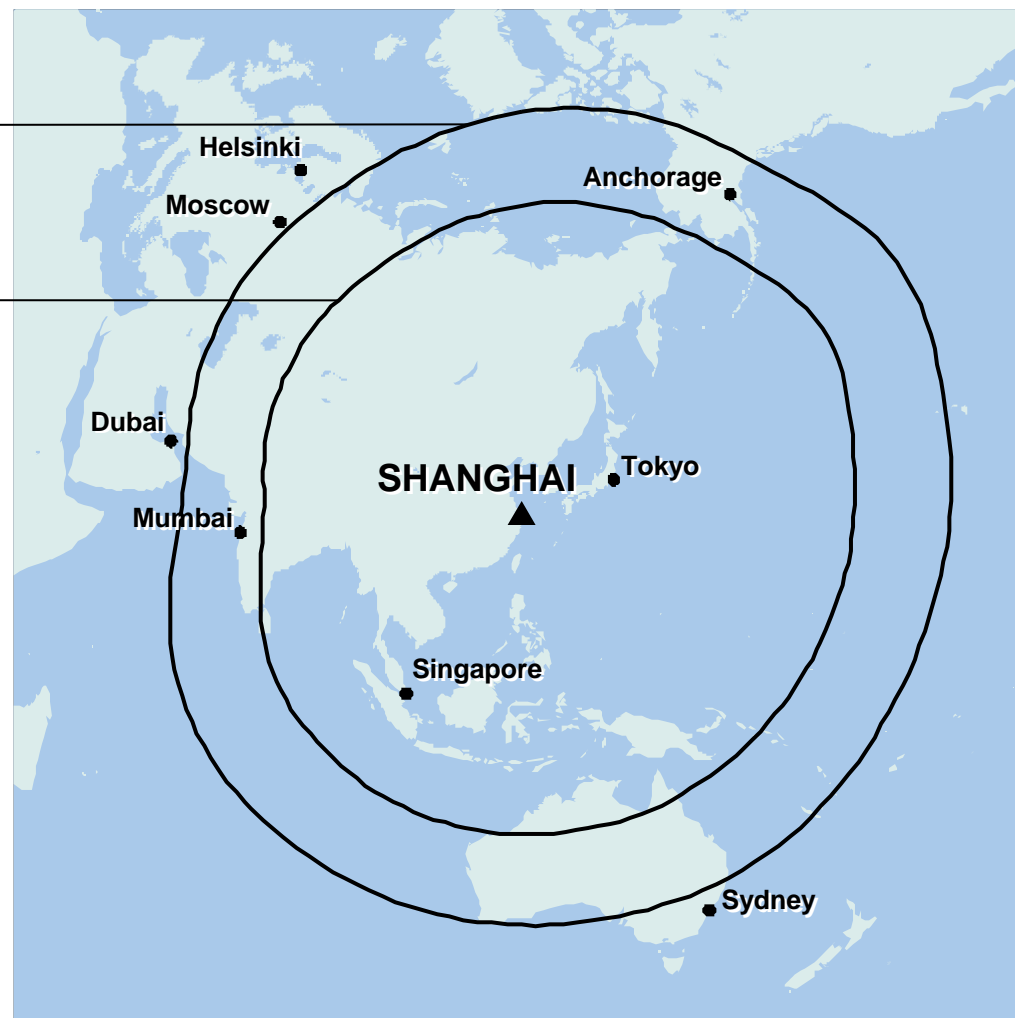 Helsinki
Anchorage
Moscow
Dubai
SHANGHAI
Tokyo
Mumbai
Singapore
Sydney